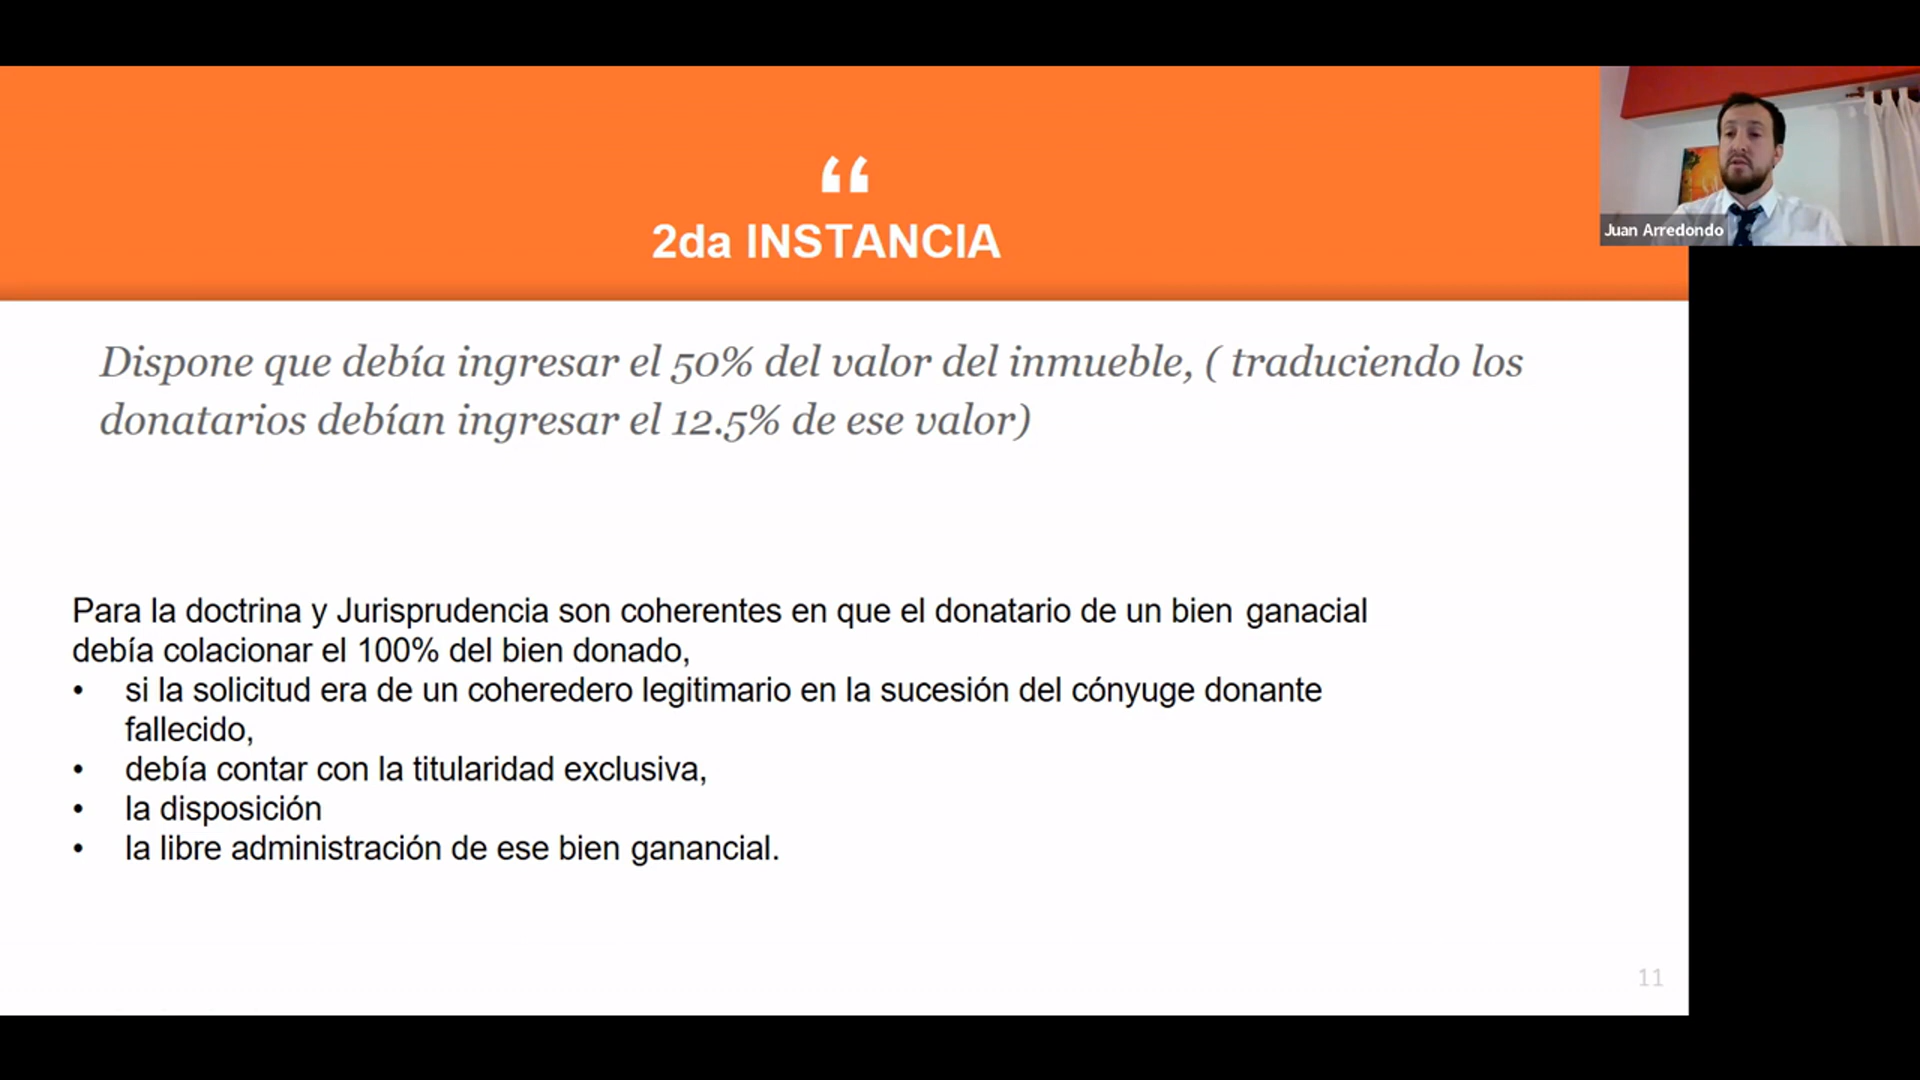 “
2da INSTANCIA
Juan Arredondo
Dispone que debía ingresar el 50% del valor del inmueble, ( traduciendo los
donatarios debían ingresar el 12.5% de ese valor)
Para la doctrina y Jurisprudencia son coherentes en que el donatario de un bien ganacial
debía colacionar el 100% del bien donado,
• si la solicitud era de un coheredero legitimario en la sucesión del cónyuge donante
fallecido,
• debía contar con la titularidad exclusiva,
• la disposición
• la libre administración de ese bien ganancial.
11